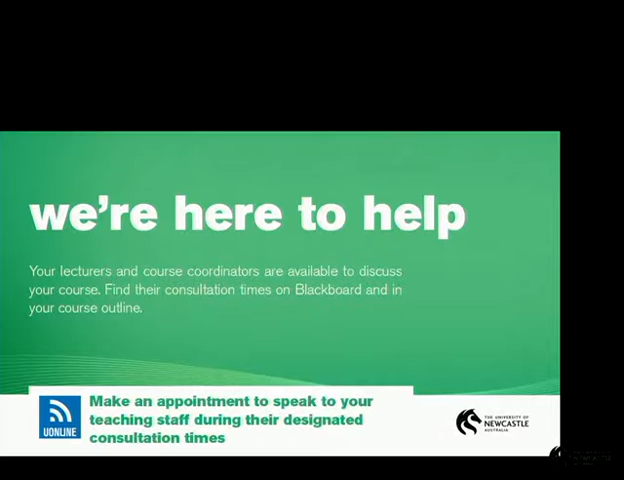 we're here to help
Your lecturers and course coordinators are available to discuss
your course. Find their consultation times on Blackboard and in
your course outline.
Make an appointment to speak to your
teaching staff during their designated
consultation times
UONLINE
THE UNIVERSITY OF
NEWCASTLE
AUSTRALIA